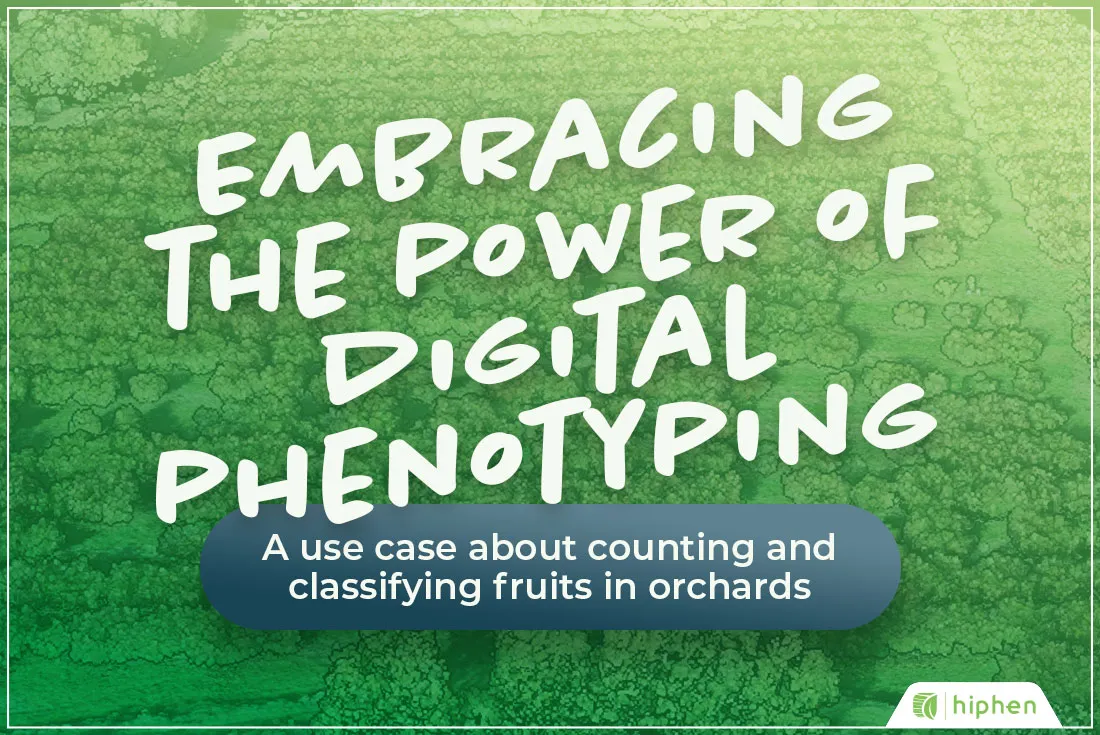 EMBRACING
THE POWER OF
DIGITAL
PHENOTYPING
A use case about counting and
classifying fruits in orchards
hiphen